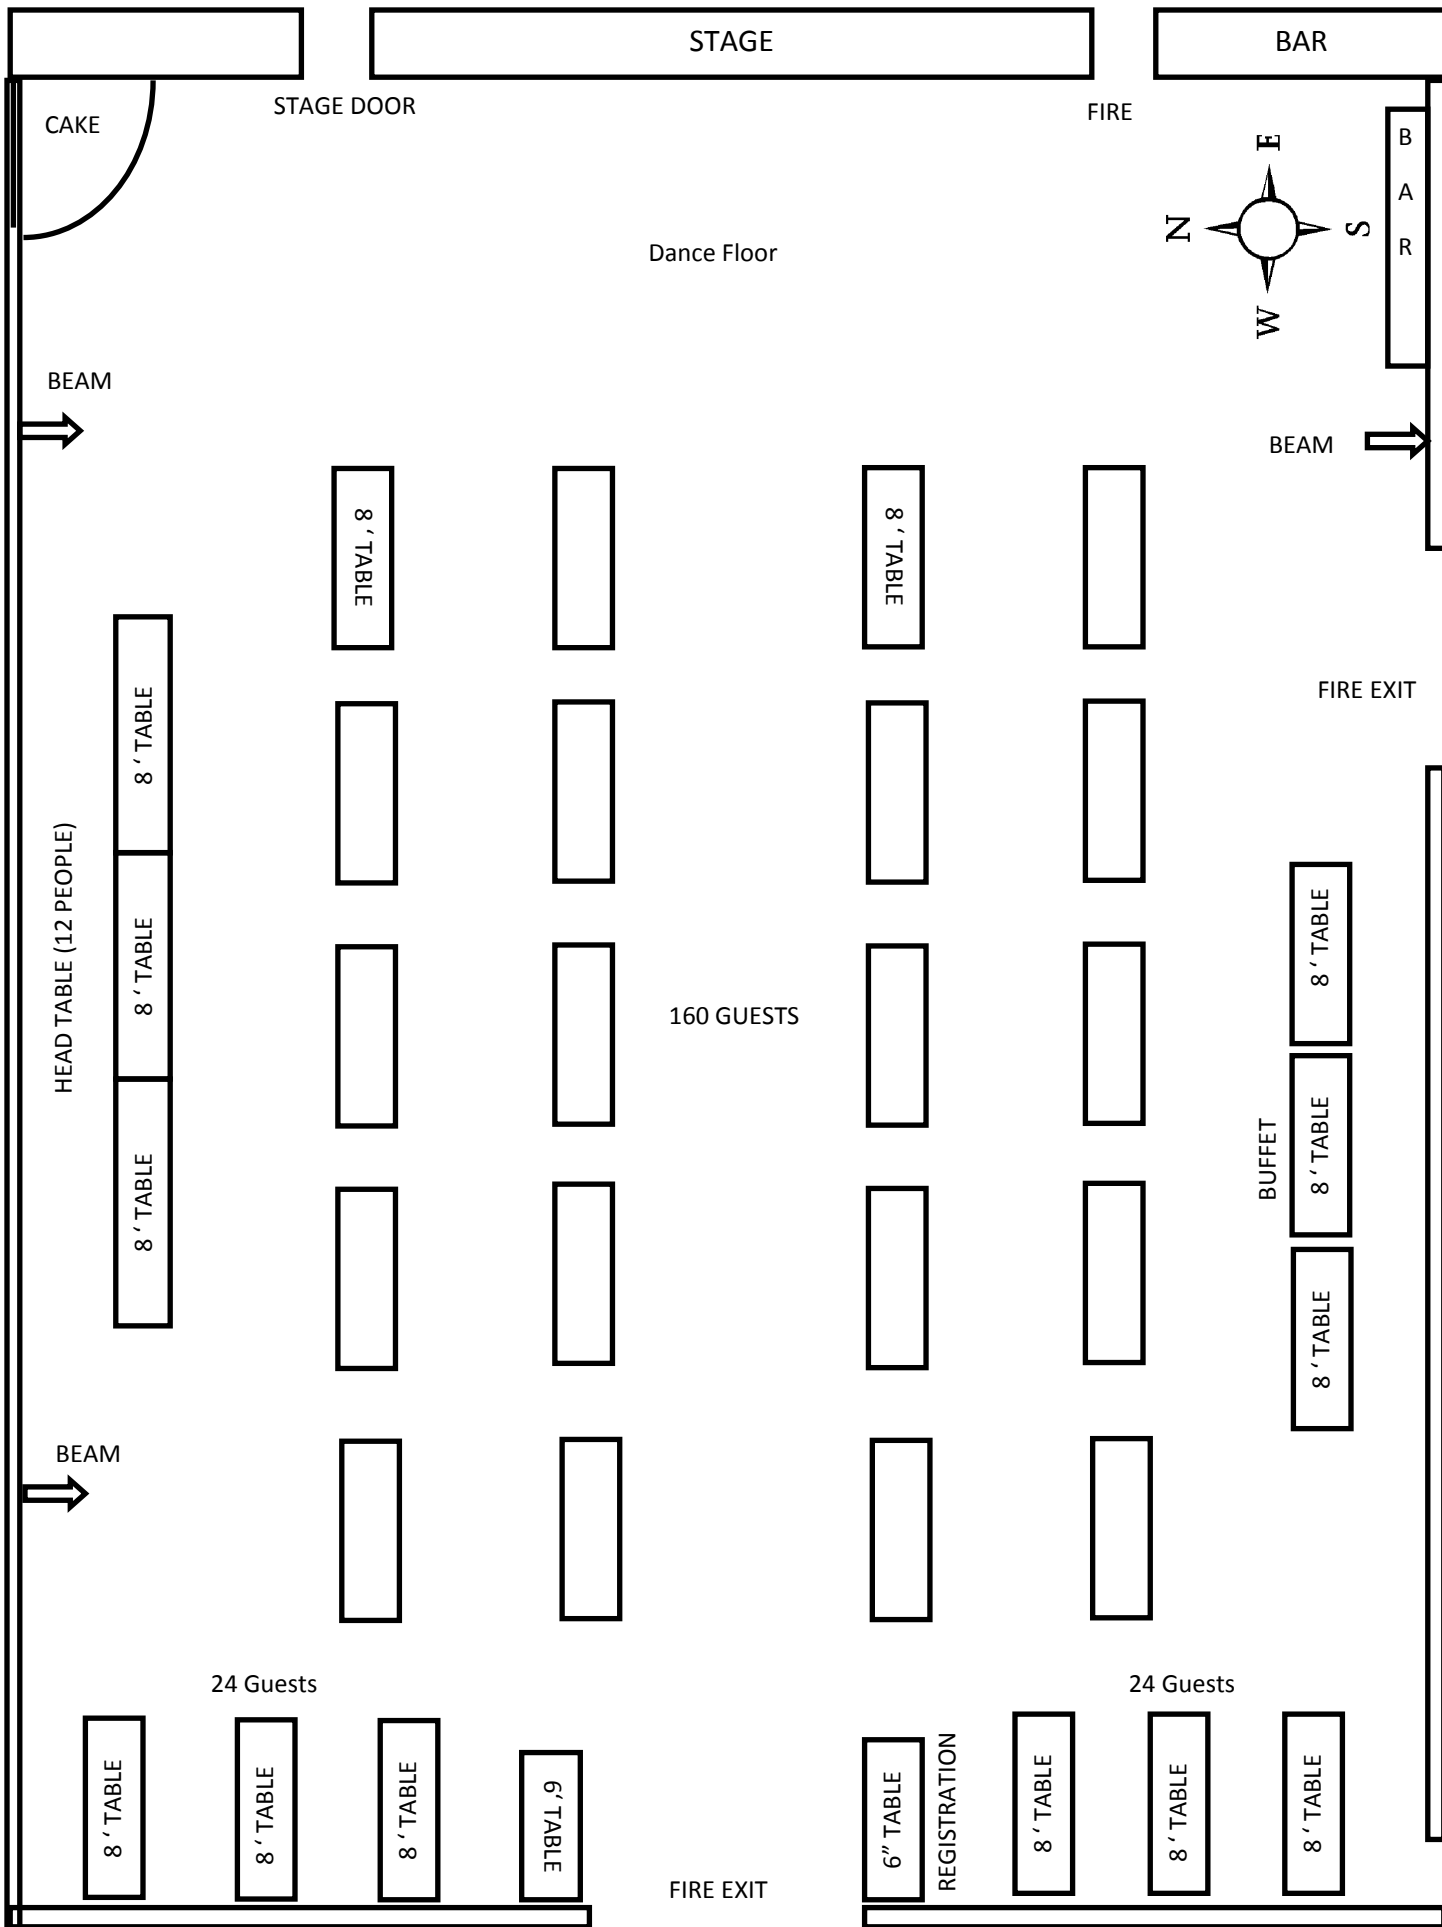 STAGE
BAR
CAKE
STAGE DOOR
FIRE
E
N
S
W
B
A
R
Dance Floor
BEAM
BEAM
8 ‘ TABLE
8 ‘ TABLE
FIRE EXIT
HEAD TABLE (12 PEOPLE)
8 ‘ TABLE
8 ‘ TABLE
8 ‘ TABLE
160 GUESTS
BUFFET
8 ‘ TABLE
8 ‘ TABLE
8 ‘ TABLE
BEAM
24 Guests
24 Guests
8 ‘ TABLE
8 ‘ TABLE
8 ‘ TABLE
6’ TABLE
FIRE EXIT
6” TABLE
REGISTRATION
8 ‘ TABLE
8 ‘ TABLE
8 ‘ TABLE